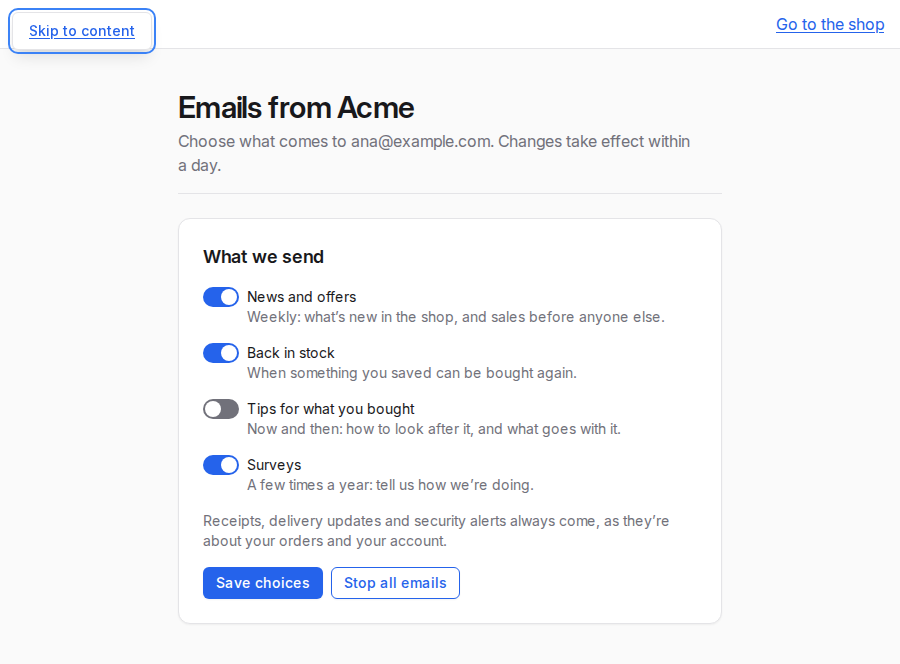 Skip to content
Go to the shop
Emails from Acme
Choose what comes to ana@example.com. Changes take effect within
a day.
What we send
News and offers
Weekly: what’s new in the shop, and sales before anyone else.
Back in stock
When something you saved can be bought again.
Tips for what you bought
Now and then: how to look after it, and what goes with it.
Surveys
A few times a year: tell us how we’re doing.
Receipts, delivery updates and security alerts always come, as they’re
about your orders and your account.
Save choices
Stop all emails